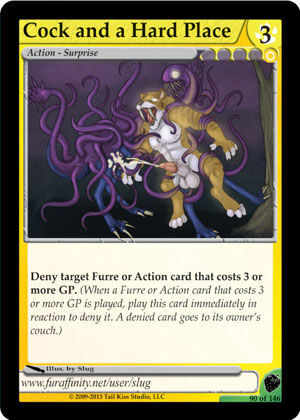 Cock and a Hard Place 3
Action - Surprise
Deny target Furre or Action card that costs 3 or
more GP. (When a Furre or Action card that costs 3
or more GP is played, play this card immediately in
reaction to deny it. A denied card goes to its owner's
couch.)
Illus. by Slug
www.furaffinity.net/user/slug
90 of 146
© 2009-2013 Tail Kiss Studio, LLC